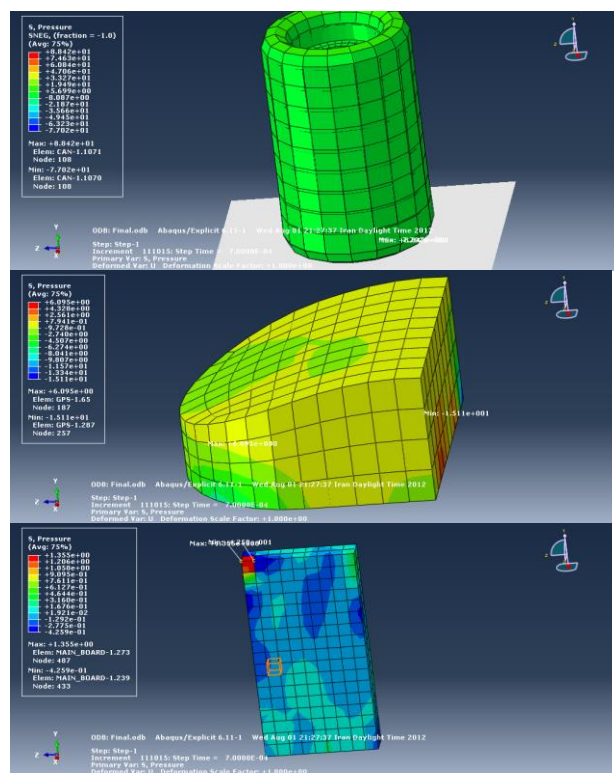 S, Pressure
SNEG, (fraction = -1.0)
(Avg: 75%)
+8.842e+01
+7.463e+01
+6.084e+01
+4.706e+01
+3.327e+01
+1.949e+01
+5.699e+00
-8.087e+00
-2.187e+01
-3.566e+01
-4.945e+01
-6.323e+01
-7.702e+01
Max: +8.842e+01
Elem: CAN-1.1071
Node: 108
Min: -7.702e+01
Elem: CAN-1.1070
Node: 108
ODB: Final.odb Abaqus/Explicit 6.11-1 Wed Aug 01 21:27:37 Iran Daylight Time 2012
Step: Step-1
Increment 111015: Step Time = 7.0000E-04
Primary Var: S, Pressure
Deformed Var: U Deformation Scale Factor: +1.000e+00
Y
Z
X
S, Pressure
(Avg: 75%)
+6.095e+00
+4.328e+00
+2.561e+00
+7.941e-01
-9.728e-01
-2.740e+00
-4.507e+00
-6.274e+00
-8.041e+00
-9.807e+00
-1.157e+01
-1.334e+01
-1.511e+01
Max: +6.095e+00
Elem: GPS-1.65
Node: 187
Min: -1.511e+01
Elem: GPS-1.287
Node: 257
Max: +6.095e+000
Min: -1.511e+001
ODB: Final.odb Abaqus/Explicit 6.11-1 Wed Aug 01 21:27:37 Iran Daylight Time 2012
Step: Step-1
Increment 111015: Step Time = 7.0000E-04
Primary Var: S, Pressure
Deformed Var: U Deformation Scale Factor: +1.000e+00
Y
Z
X
S, Pressure
(Avg: 75%)
+1.355e+00
+1.206e+00
+1.058e+00
+9.095e-01
+7.611e-01
+6.127e-01
+4.644e-01
+3.160e-01
+1.676e-01
+1.921e-02
-1.292e-01
-2.775e-01
-4.259e-01
Max: +1.355e+00
Elem: MAIN_BOARD-1.273
Node: 487
Min: -4.259e-01
Elem: MAIN_BOARD-1.239
Node: 433
ODB: Final.odb Abaqus/Explicit 6.11-1 Wed Aug 01 21:27:37 Iran Daylight Time 2012
Step: Step-1
Increment 111015: Step Time = 7.0000E-04
Primary Var: S, Pressure
Deformed Var: U Deformation Scale Factor: +1.000e+00
Y
Z
X